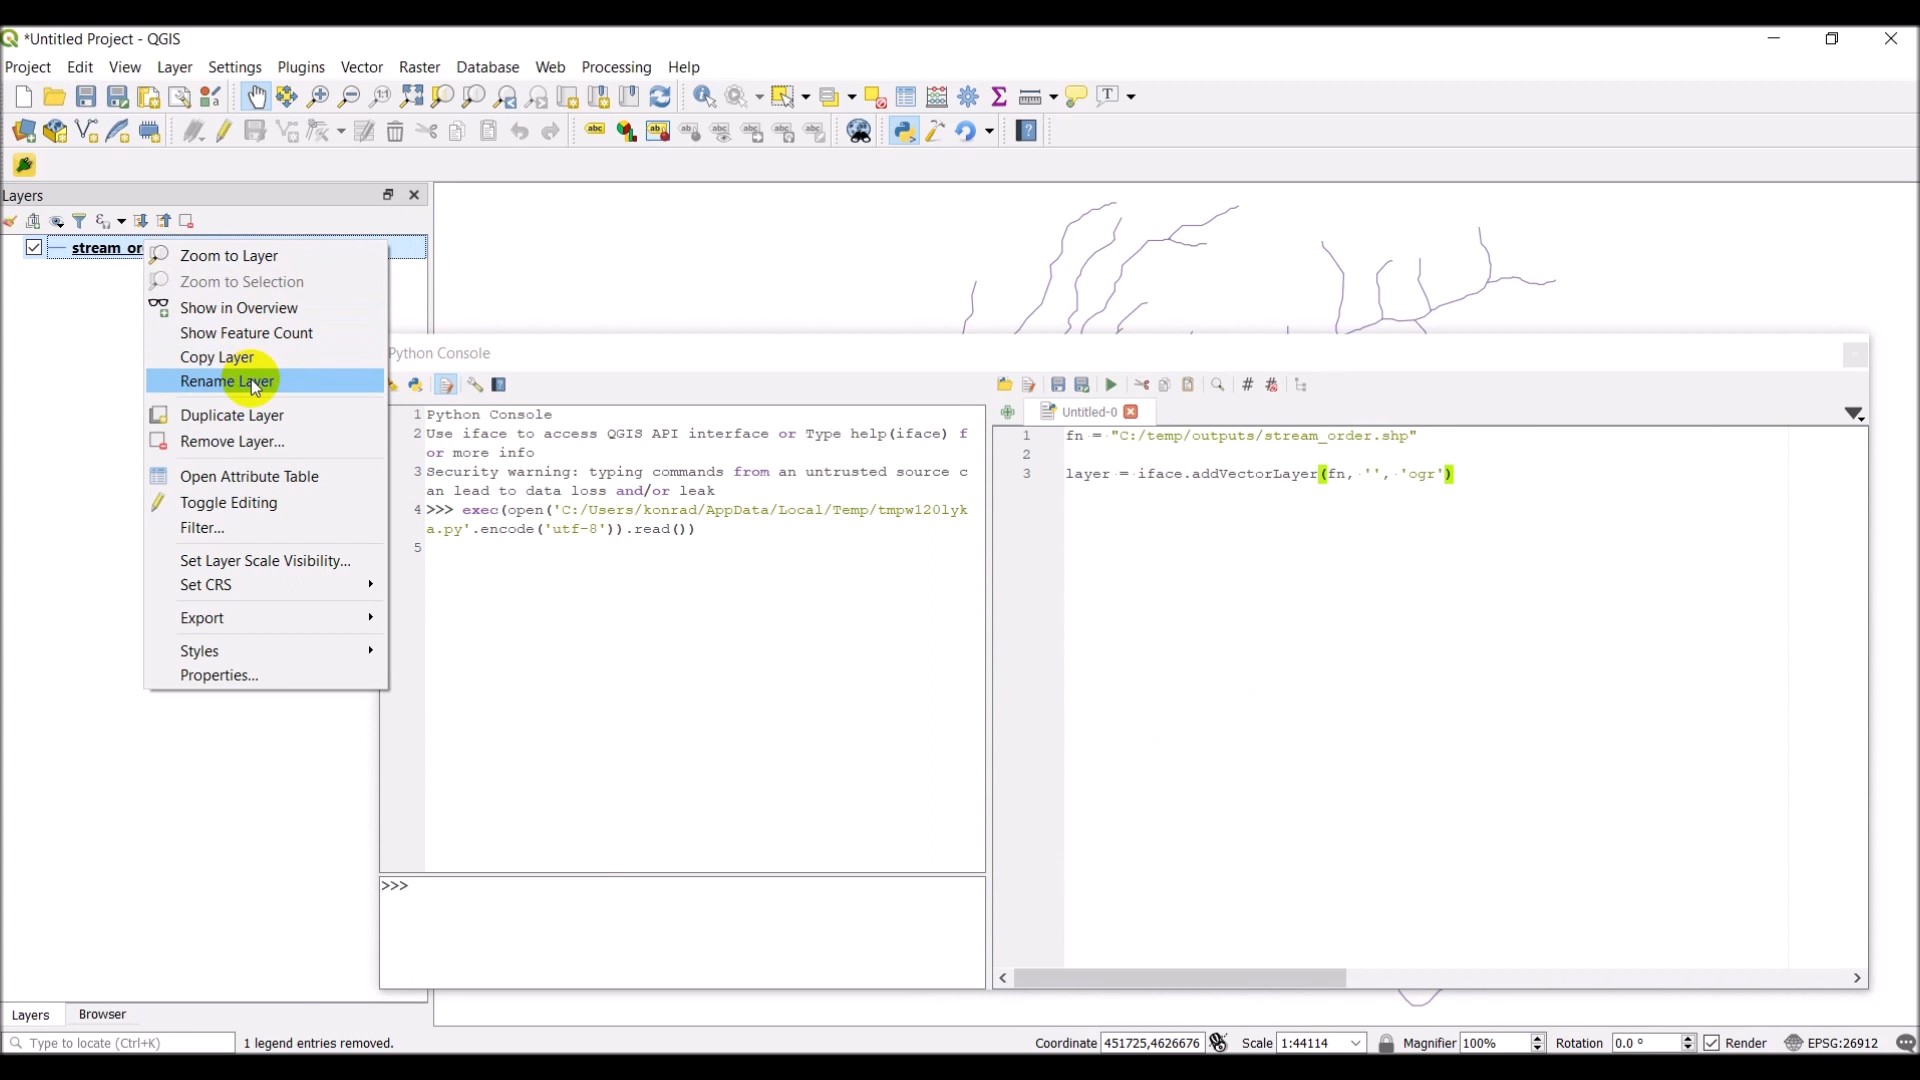 *Untitled Project - QGIS
Project Edit View Layer Settings Plugins Vector Raster Database Web Processing Help
Layers
Zoom to Layer
Zoom to Selection
Show in Overview
Show Feature Count
Copy Layer
Rename Layer
Duplicate Layer
Remove Layer...
Open Attribute Table
Toggle Editing
Filter...
Set Layer Scale Visibility...
Set CRS
Export
Styles
Properties...
Python Console
1 Python Console
2 Use iface to access QGIS API interface or Type help(iface) f
or more info
3 Security warning: typing commands from an untrusted source c
an lead to data loss and/or leak
4 >>> exec(open('C:/Users/konrad/AppData/Local/Temp/tmpw120lyk
a.py'.encode('utf-8')).read())
5
>>>
Untitled-0
1 fn = "C:/temp/outputs/stream_order.shp"
2
3 layer = iface.addVectorLayer(fn, '', 'ogr')
Layers Browser
Type to locate (Ctrl+K) 1 legend entries removed. Coordinate 451725,4626676 Scale 1:44114 Magnifier 100% Rotation 0.0 ° Render EPSG:26912